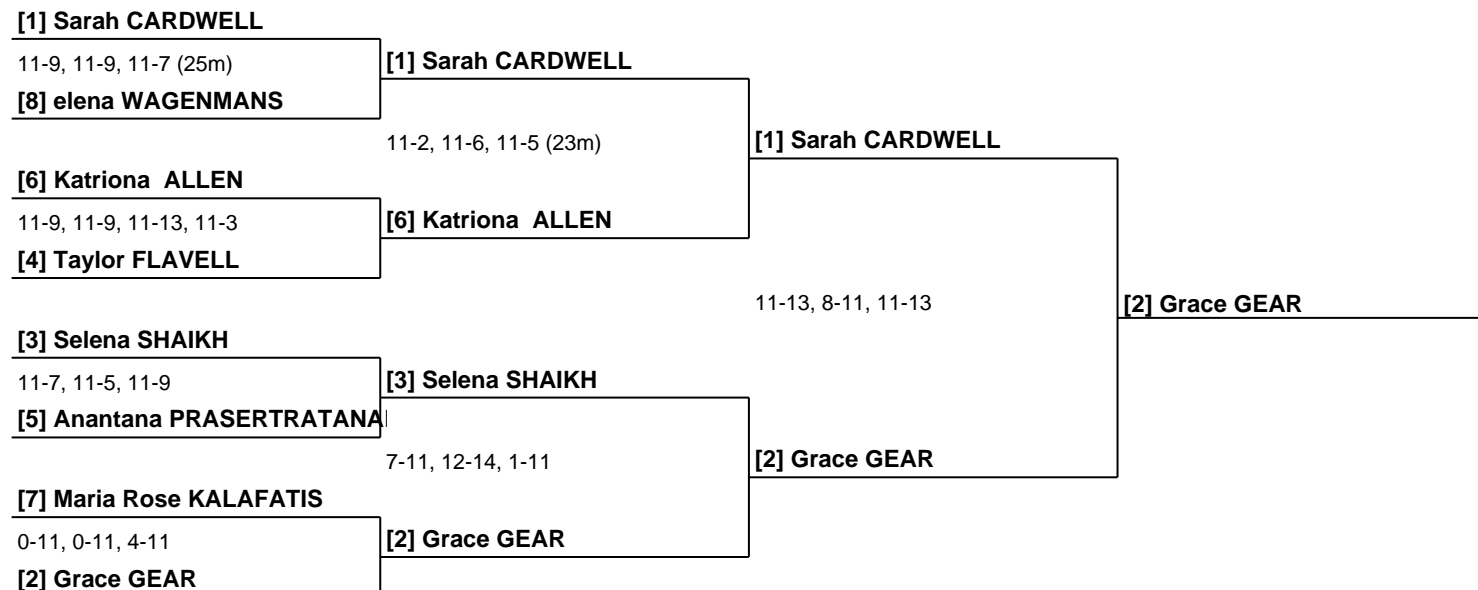 [1] Sarah CARDWELL
11-9, 11-9, 11-7 (25m)
[8] elena WAGENMANS
[1] Sarah CARDWELL
11-2, 11-6, 11-5 (23m)
[6] Katriona ALLEN
11-9, 11-9, 11-13, 11-3
[4] Taylor FLAVELL
[6] Katriona ALLEN
[1] Sarah CARDWELL
11-13, 8-11, 11-13
[2] Grace GEAR
[3] Selena SHAIKH
11-7, 11-5, 11-9
[5] Anantana PRASERTRATANA
[3] Selena SHAIKH
7-11, 12-14, 1-11
[2] Grace GEAR
[7] Maria Rose KALAFATIS
0-11, 0-11, 4-11
[2] Grace GEAR
[2] Grace GEAR